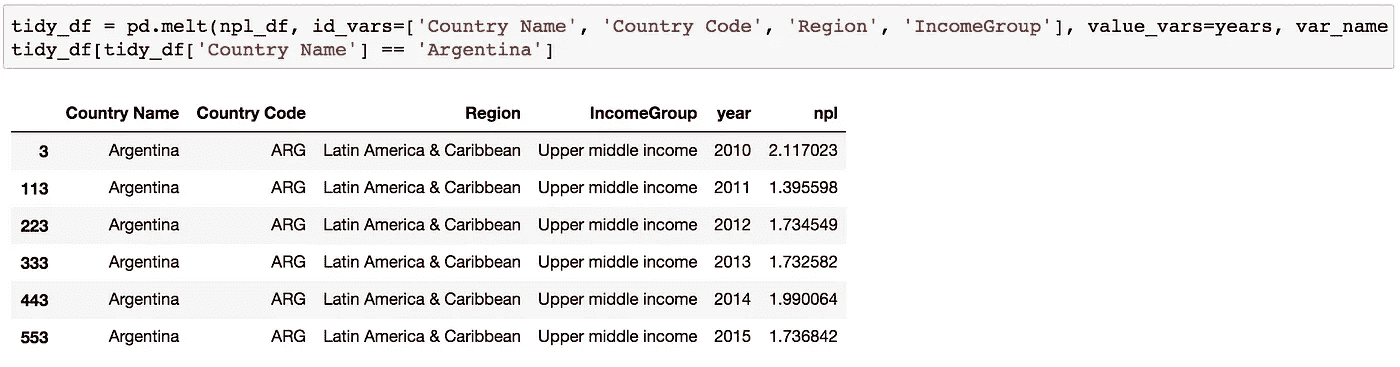 tidy_df = pd.melt(npl_df, id_vars=['Country Name', 'Country Code', 'Region', 'IncomeGroup'], value_vars=years, var_name
tidy_df[tidy_df['Country Name'] == 'Argentina']
Country Name Country Code Region IncomeGroup year npl
3 Argentina ARG Latin America & Caribbean Upper middle income 2010 2.117023
113 Argentina ARG Latin America & Caribbean Upper middle income 2011 1.395598
223 Argentina ARG Latin America & Caribbean Upper middle income 2012 1.734549
333 Argentina ARG Latin America & Caribbean Upper middle income 2013 1.732582
443 Argentina ARG Latin America & Caribbean Upper middle income 2014 1.990064
553 Argentina ARG Latin America & Caribbean Upper middle income 2015 1.736842